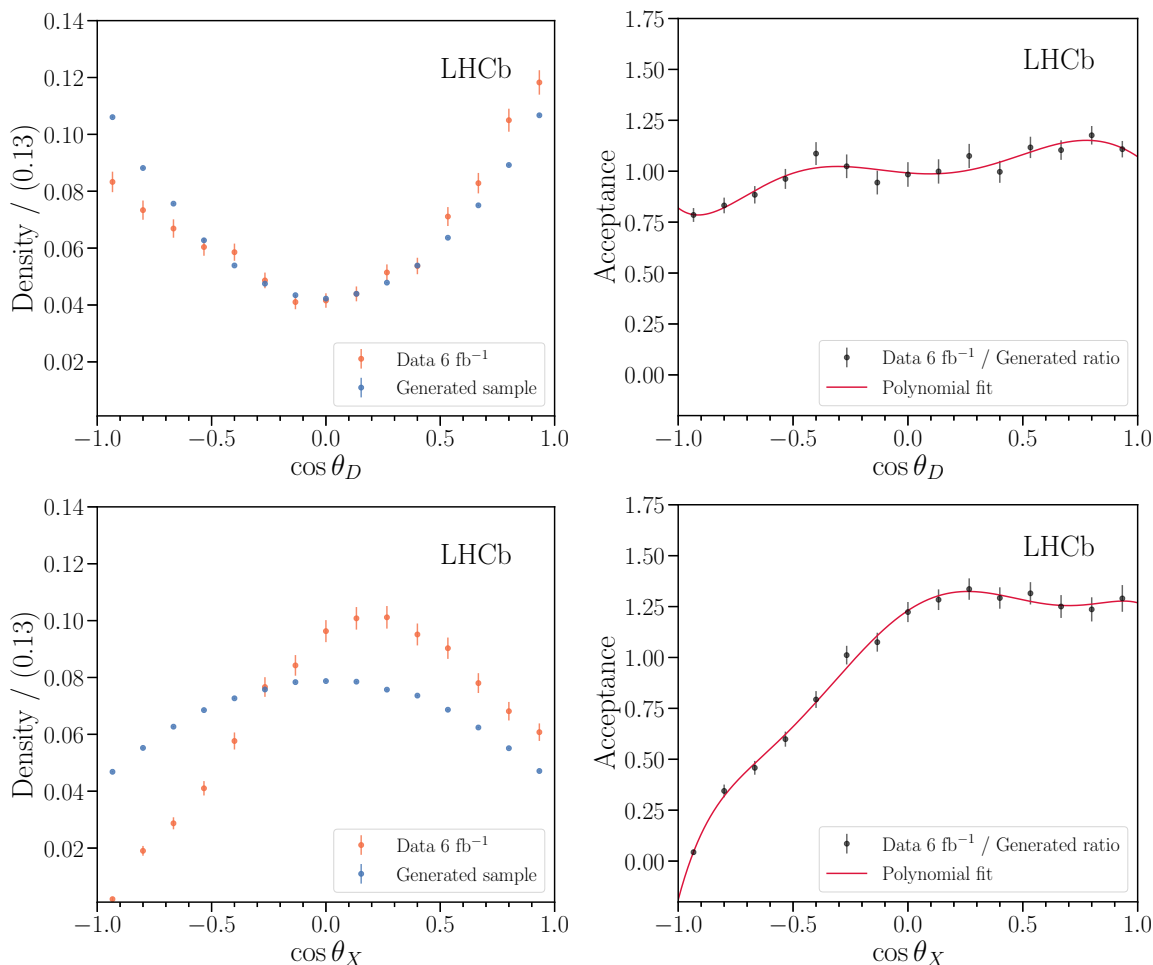 0.14
0.12
0.10
0.08
0.06
0.04
0.02
Density / (0.13)
LHCb
Data 6 fb⁻¹
Generated sample
−1.0 −0.5 0.0 0.5 1.0
cos θ_D
1.75
1.50
1.25
1.00
0.75
0.50
0.25
0.00
Acceptance
LHCb
Data 6 fb⁻¹ / Generated ratio
Polynomial fit
−1.0 −0.5 0.0 0.5 1.0
cos θ_D
0.14
0.12
0.10
0.08
0.06
0.04
0.02
Density / (0.13)
LHCb
Data 6 fb⁻¹
Generated sample
−1.0 −0.5 0.0 0.5 1.0
cos θ_X
1.75
1.50
1.25
1.00
0.75
0.50
0.25
0.00
Acceptance
LHCb
Data 6 fb⁻¹ / Generated ratio
Polynomial fit
−1.0 −0.5 0.0 0.5 1.0
cos θ_X